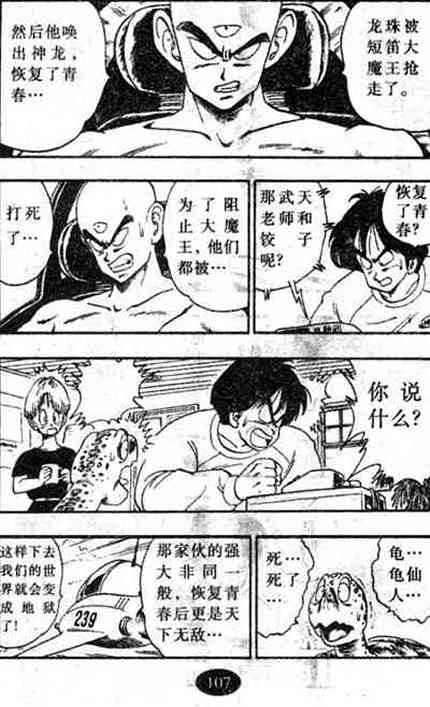 龙珠被
短笛大
魔王抢
走了。
然后他唤
出神龙，
恢复了青
春…
恢复
了青
春？
那武天
老师和
饺子
呢？
为了阻
止大魔
王，他们
都被…
打死
了…
你说
什么？
龟…
龟仙
人…
死…
死了
…
那家伙的强
大非同一
般，恢复青
春后更是天
下无敌…
这样下去
我们的世
界就会变
成地狱
了！
239
107